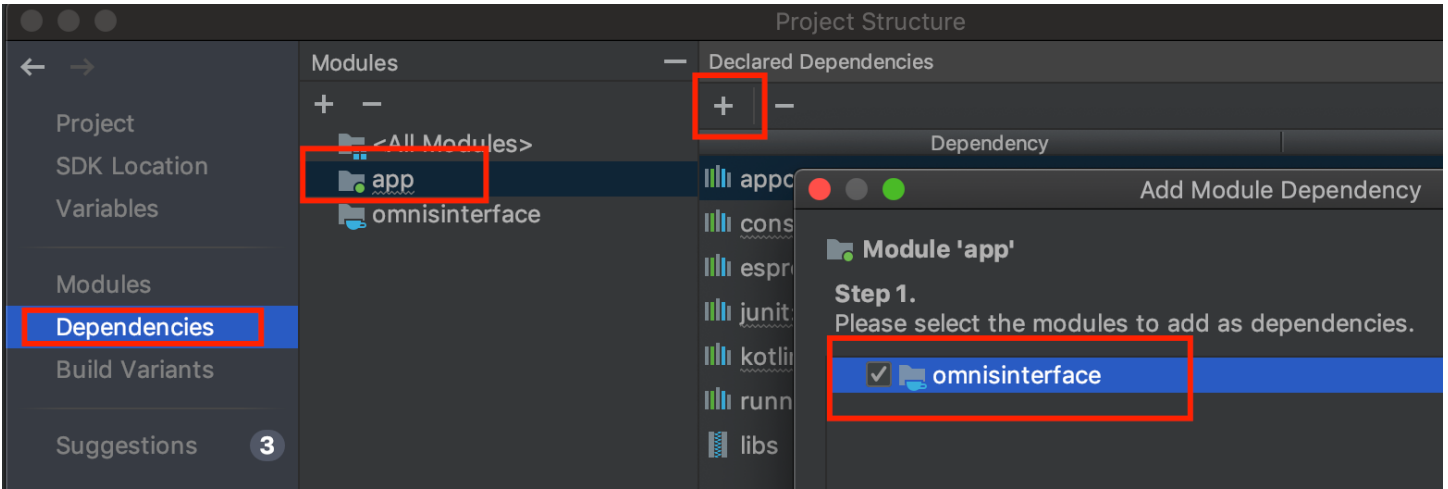 Project Structure
Project
SDK Location
Variables
Modules
Dependencies
Build Variants
Suggestions 3
Modules
<All Modules>
app
omnisinterface
Declared Dependencies
Dependency
appc
cons
espre
junit:
kotlin
runn
libs
Add Module Dependency
Module 'app'
Step 1.
Please select the modules to add as dependencies.
omnisinterface